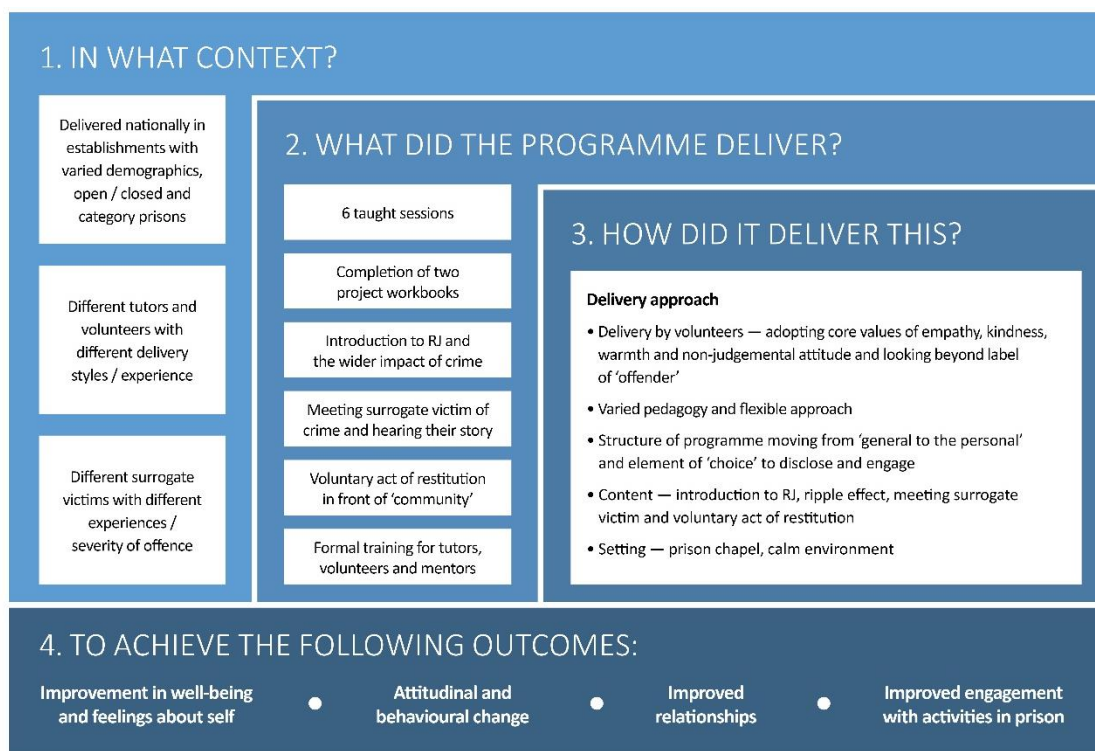 1. IN WHAT CONTEXT?
Delivered nationally in
establishments with
varied demographics,
open / closed and
category prisons
Different tutors and
volunteers with
different delivery
styles / experience
Different surrogate
victims with different
experiences /
severity of offence
2. WHAT DID THE PROGRAMME DELIVER?
6 taught sessions
Completion of two
project workbooks
Introduction to RJ and
the wider impact of crime
Meeting surrogate victim of
crime and hearing their story
Voluntary act of restitution
in front of ‘community’
Formal training for tutors,
volunteers and mentors
3. HOW DID IT DELIVER THIS?
Delivery approach
• Delivery by volunteers — adopting core values of empathy, kindness,
warmth and non-judgemental attitude and looking beyond label
of ‘offender’
• Varied pedagogy and flexible approach
• Structure of programme moving from ‘general to the personal’
and element of ‘choice’ to disclose and engage
• Content — introduction to RJ, ripple effect, meeting surrogate
victim and voluntary act of restitution
• Setting — prison chapel, calm environment
4. TO ACHIEVE THE FOLLOWING OUTCOMES:
Improvement in well-being
and feelings about self
•
Attitudinal and
behavioural change
•
Improved
relationships
•
Improved engagement
with activities in prison